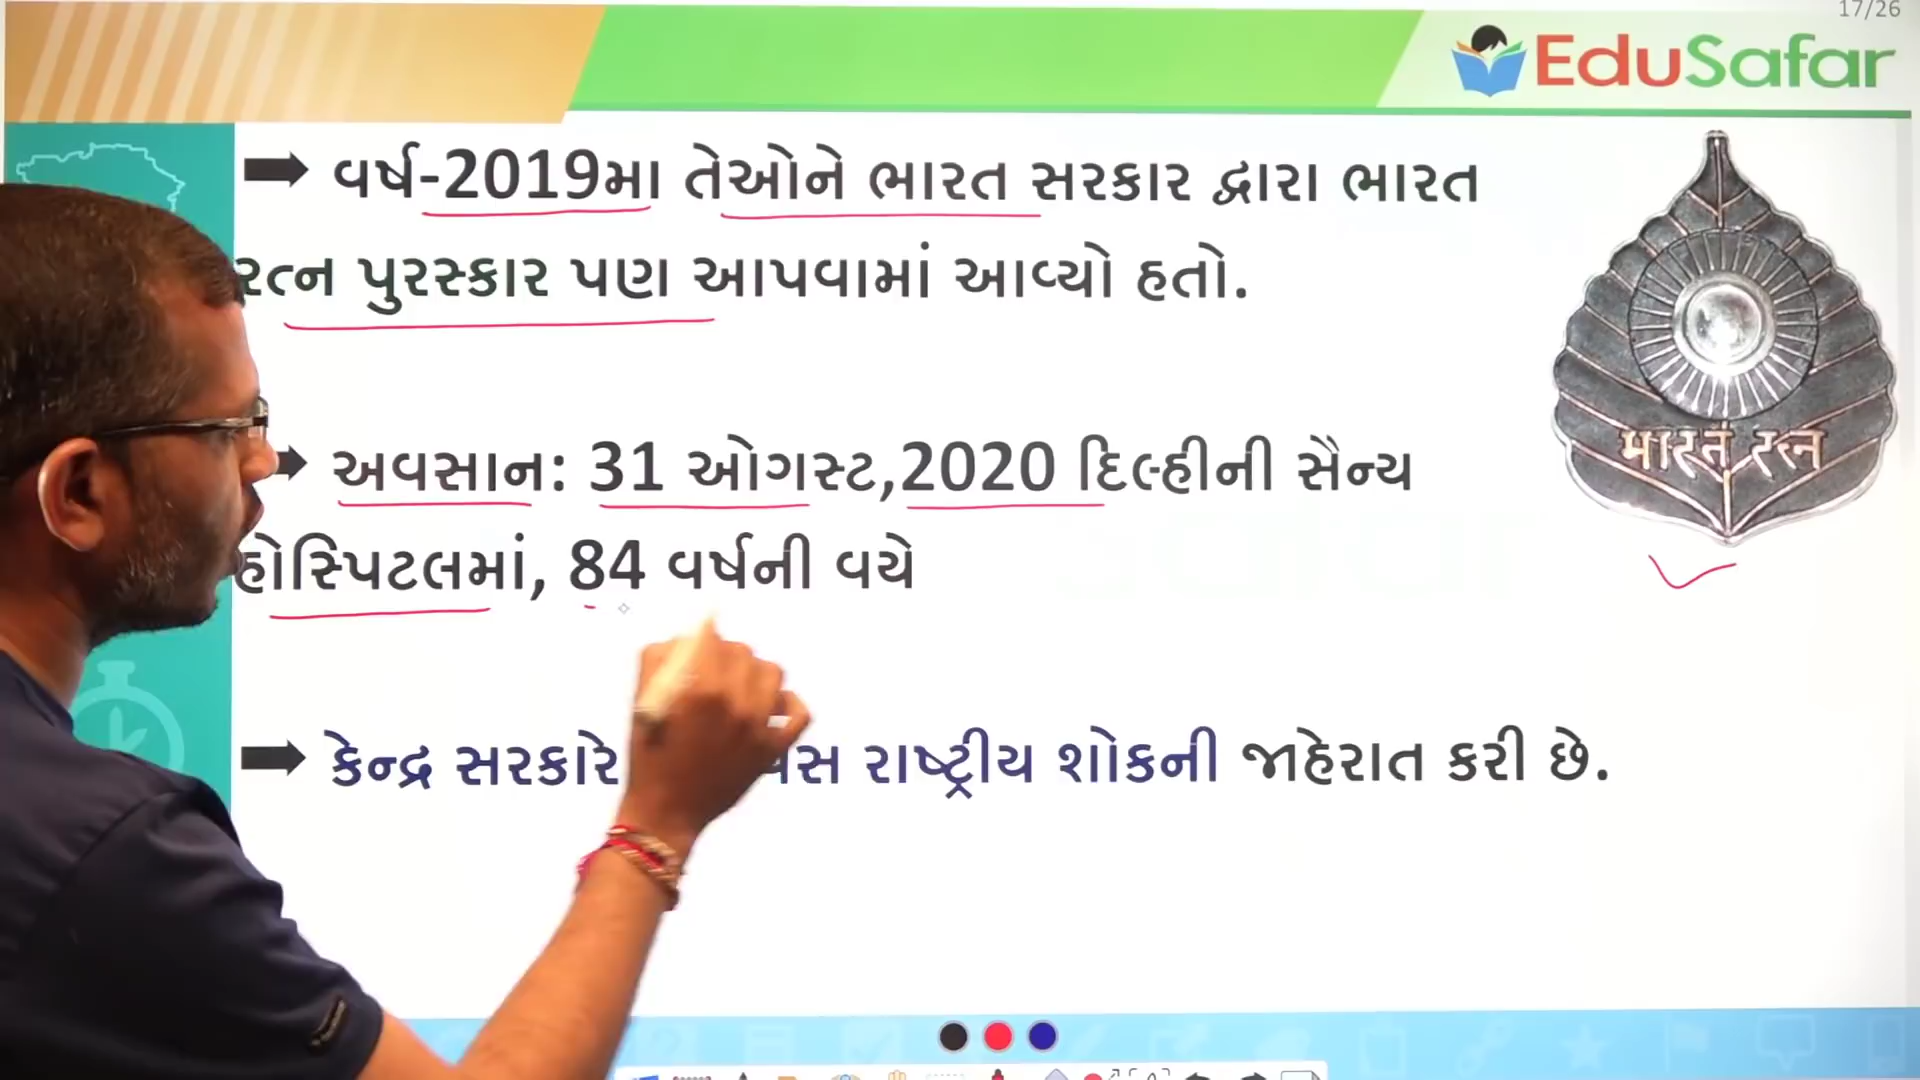 17/26
EduSafar
વર્ષ-2019મા તેઓને ભારત સરકાર દ્વારા ભારત
રત્ન પુરસ્કાર પણ આપવામાં આવ્યો હતો.
भारत रत्न
અવસાન: 31 ઓગસ્ટ,2020 દિલ્હીની સૈન્ય
હોસ્પિટલમાં, 84 વર્ષની વયે
કેન્દ્ર સરકારે રાષ્ટ્રીય શોકની જાહેરાત કરી છે.